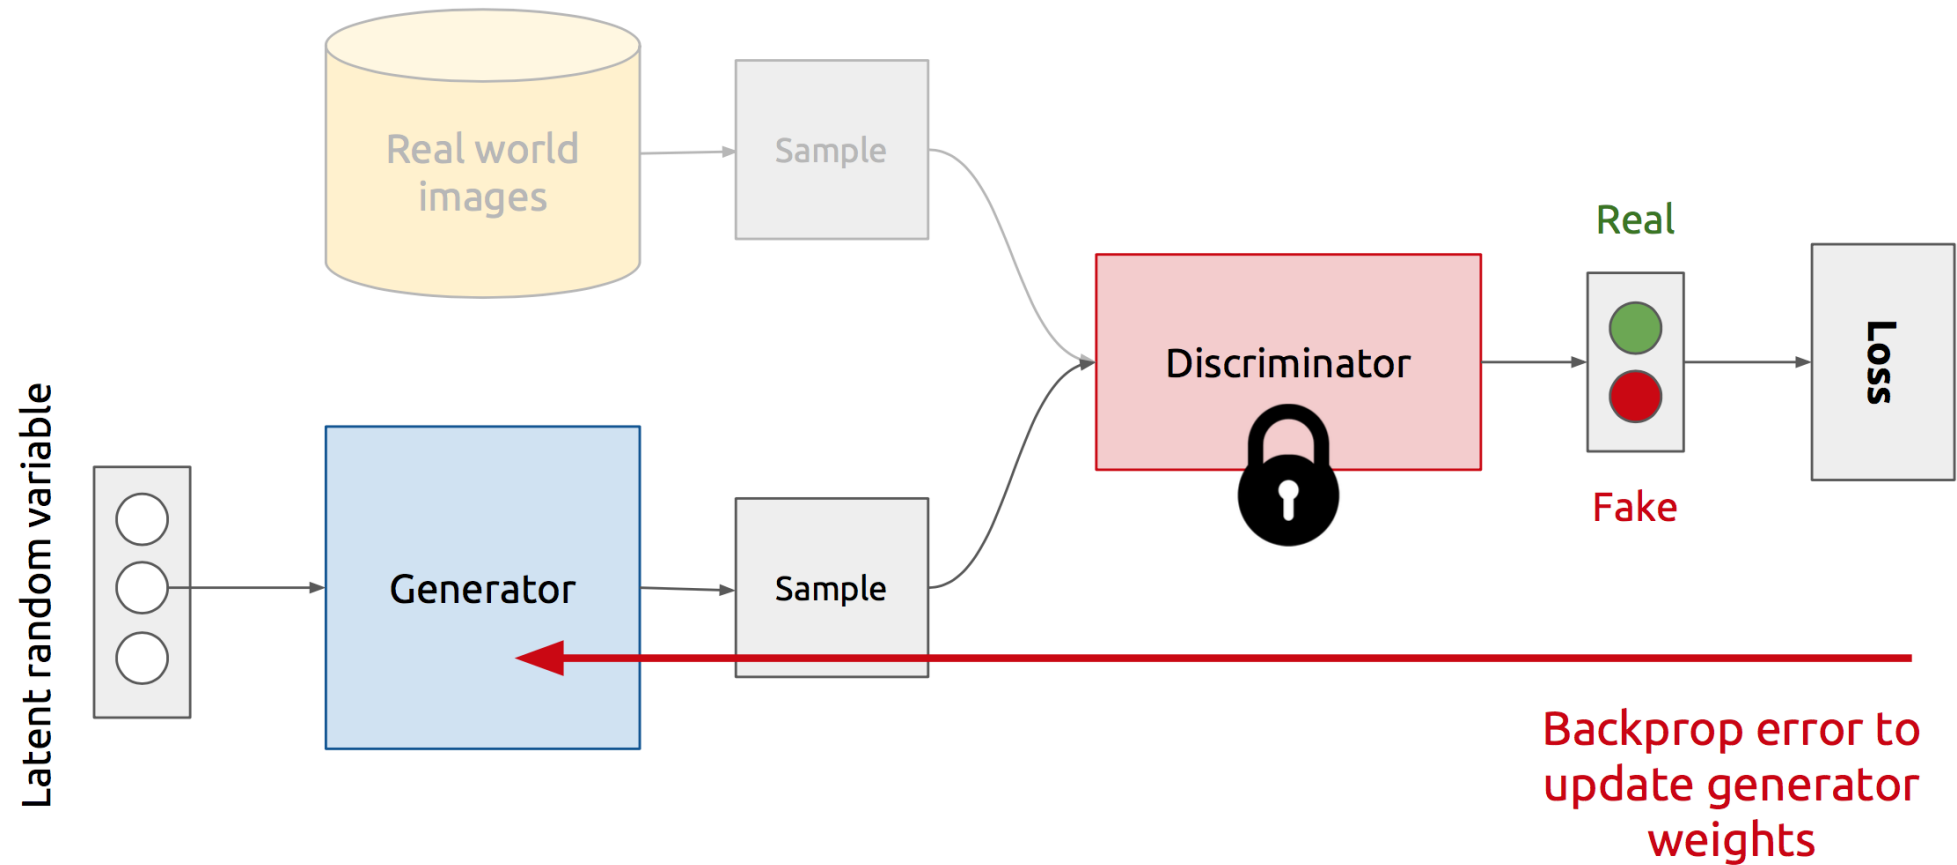 Real world
images
Sample
Real
Discriminator
Loss
Fake
Latent random variable
Generator
Sample
Backprop error to
update generator
weights